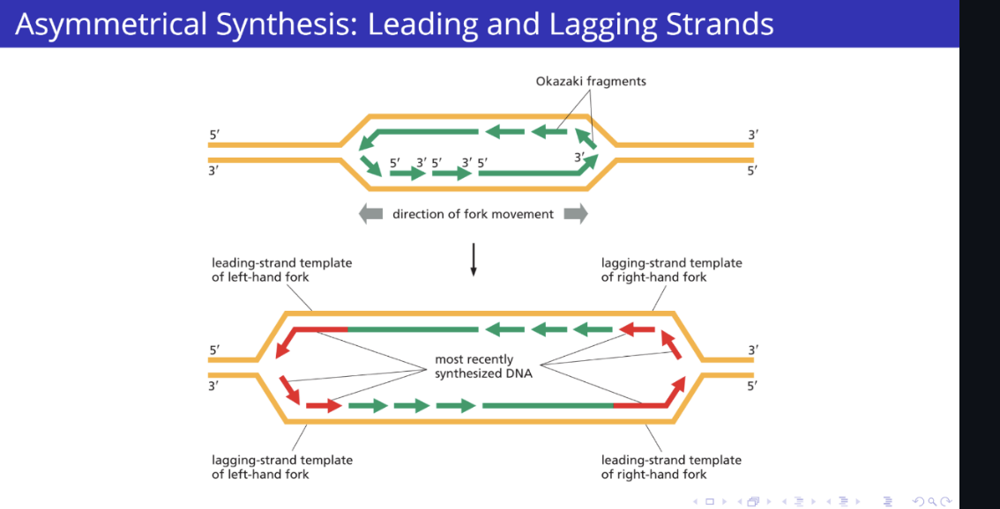 Asymmetrical Synthesis: Leading and Lagging Strands
Okazaki fragments
5′
3′
5′ 3′ 5′ 3′ 5′
3′
3′
5′
direction of fork movement
leading-strand template
of left-hand fork
lagging-strand template
of right-hand fork
5′
3′
most recently
synthesized DNA
3′
5′
lagging-strand template
of left-hand fork
leading-strand template
of right-hand fork